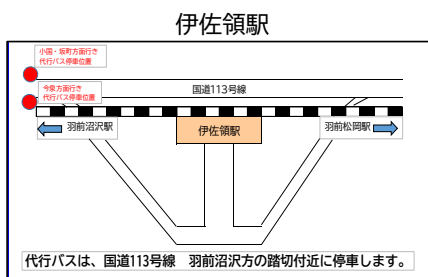 伊佐領駅
小国・坂町方面行き
代行バス停車位置
今泉方面行き
代行バス停車位置
国道113号線
羽前沼沢駅
伊佐領駅
羽前松岡駅
代行バスは、国道113号線　羽前沼沢方の踏切付近に停車します。